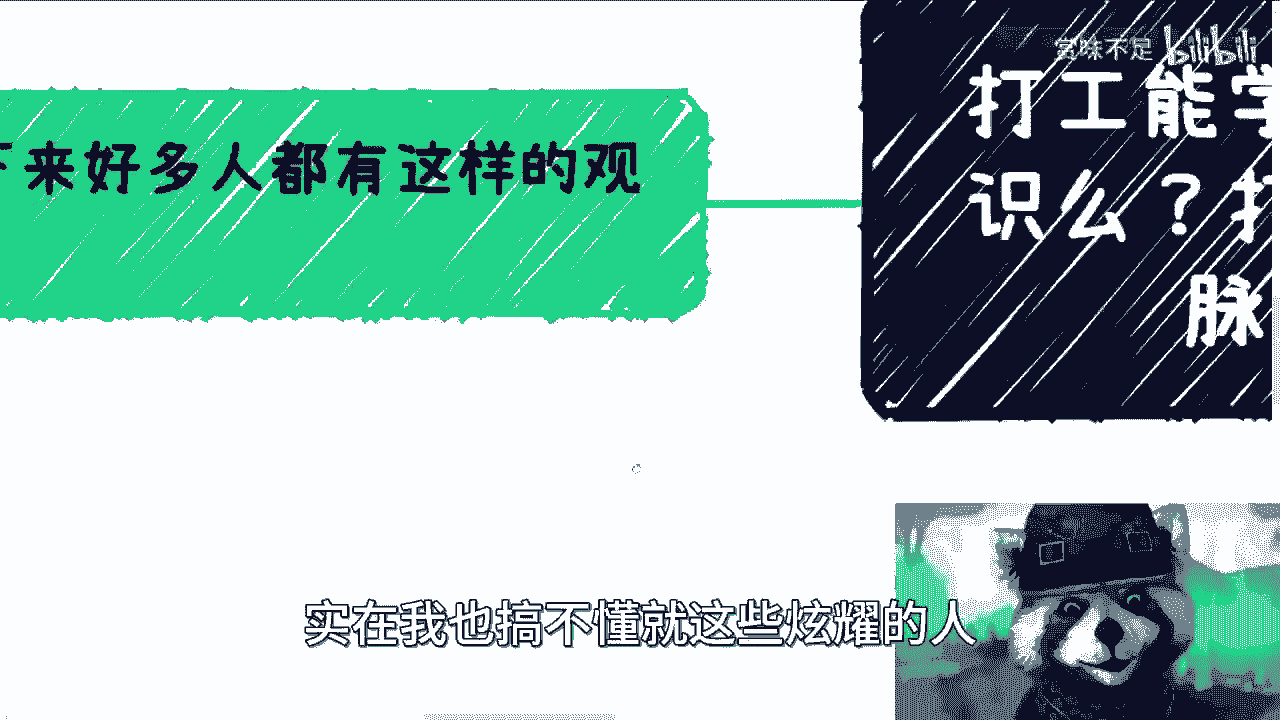 赏味不足 bilibili
打工能学
来好多人都有这样的观
识么？打
脉
实在我也搞不懂就这些炫耀的人